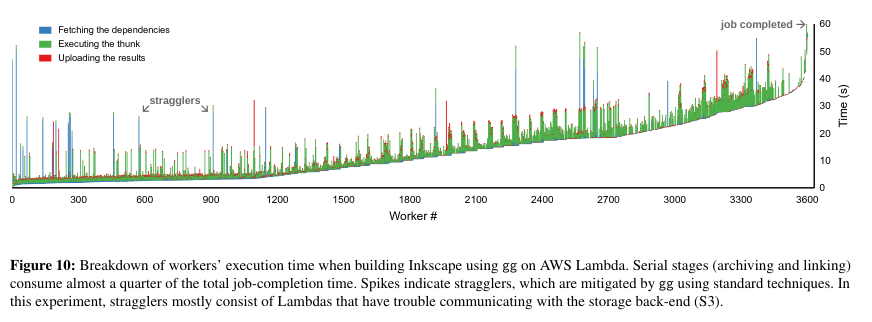 Fetching the dependencies
Executing the thunk
Uploading the results
stragglers
job completed
60
50
40
30
20
10
0
Time (s)
0 300 600 900 1200 1500 1800 2100 2400 2700 3000 3300 3600
Worker #
Figure 10: Breakdown of workers' execution time when building Inkscape using gg on AWS Lambda. Serial stages (archiving and linking)
consume almost a quarter of the total job-completion time. Spikes indicate stragglers, which are mitigated by gg using standard techniques. In
this experiment, stragglers mostly consist of Lambdas that have trouble communicating with the storage back-end (S3).